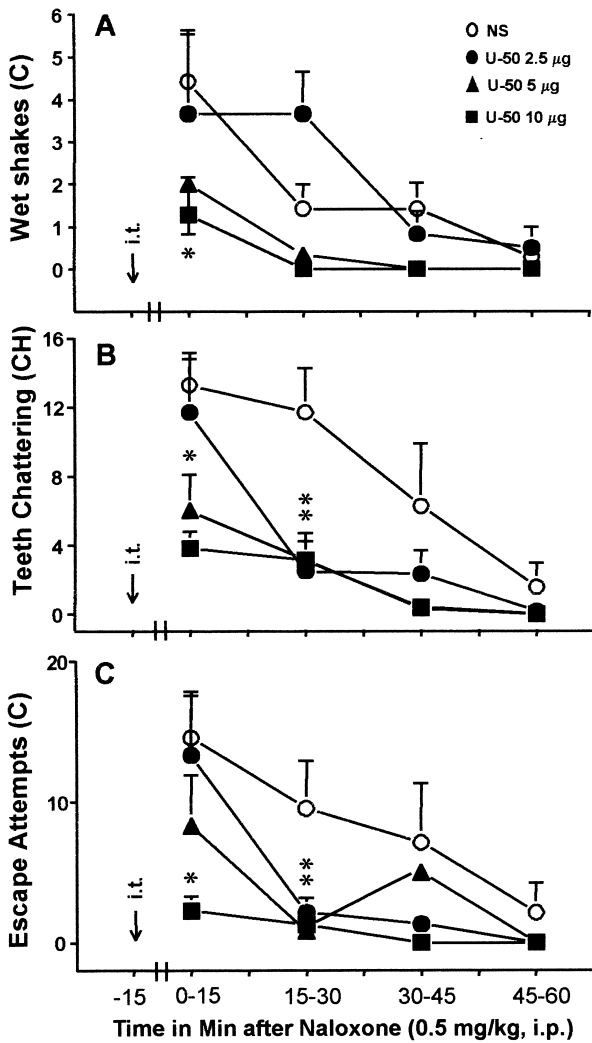 A
Wet shakes (C)
6
5
4
3
2
1
0
NS
U-50 2.5 μg
U-50 5 μg
U-50 10 μg
i.t.
*
B
Teeth Chattering (CH)
16
12
8
4
0
i.t.
*
*
*
C
Escape Attempts (C)
20
10
0
i.t.
*
*
*
-15 0-15 15-30 30-45 45-60
Time in Min after Naloxone (0.5 mg/kg, i.p.)